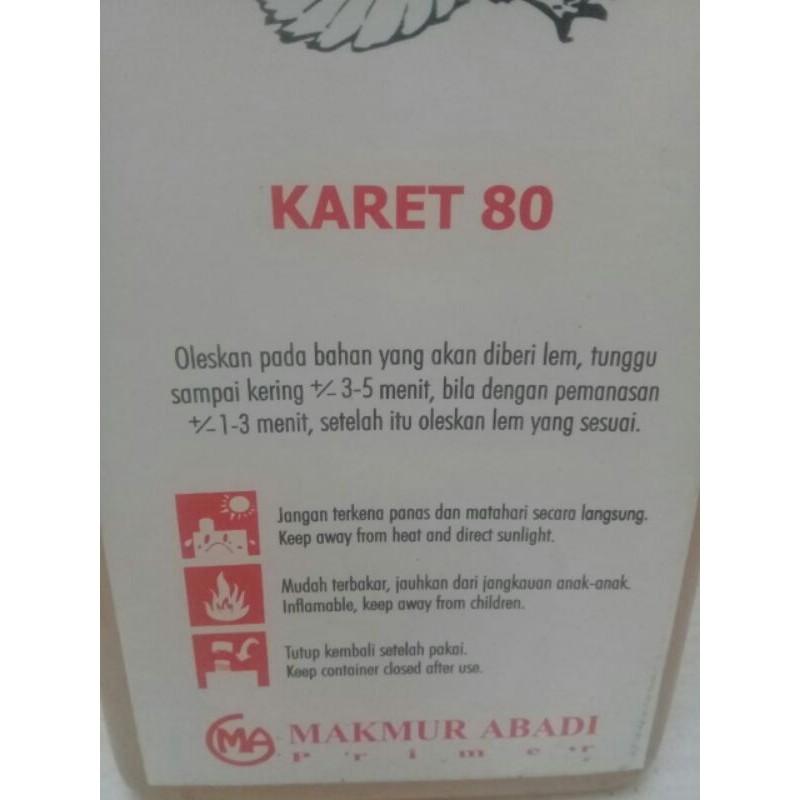 KARET 80
Oleskan pada bahan yang akan diberi lem, tunggu
sampai kering +/- 3-5 menit, bila dengan pemanasan
+/- 1-3 menit, setelah itu oleskan lem yang sesuai.
Jangan terkena panas dan matahari secara langsung.
Keep away from heat and direct sunlight.
Mudah terbakar, jauhkan dari jangkauan anak-anak.
Inflamable, keep away from children.
Tutup kembali setelah pakai.
Keep container closed after use.
CMA MAKMUR ABADI
Primer